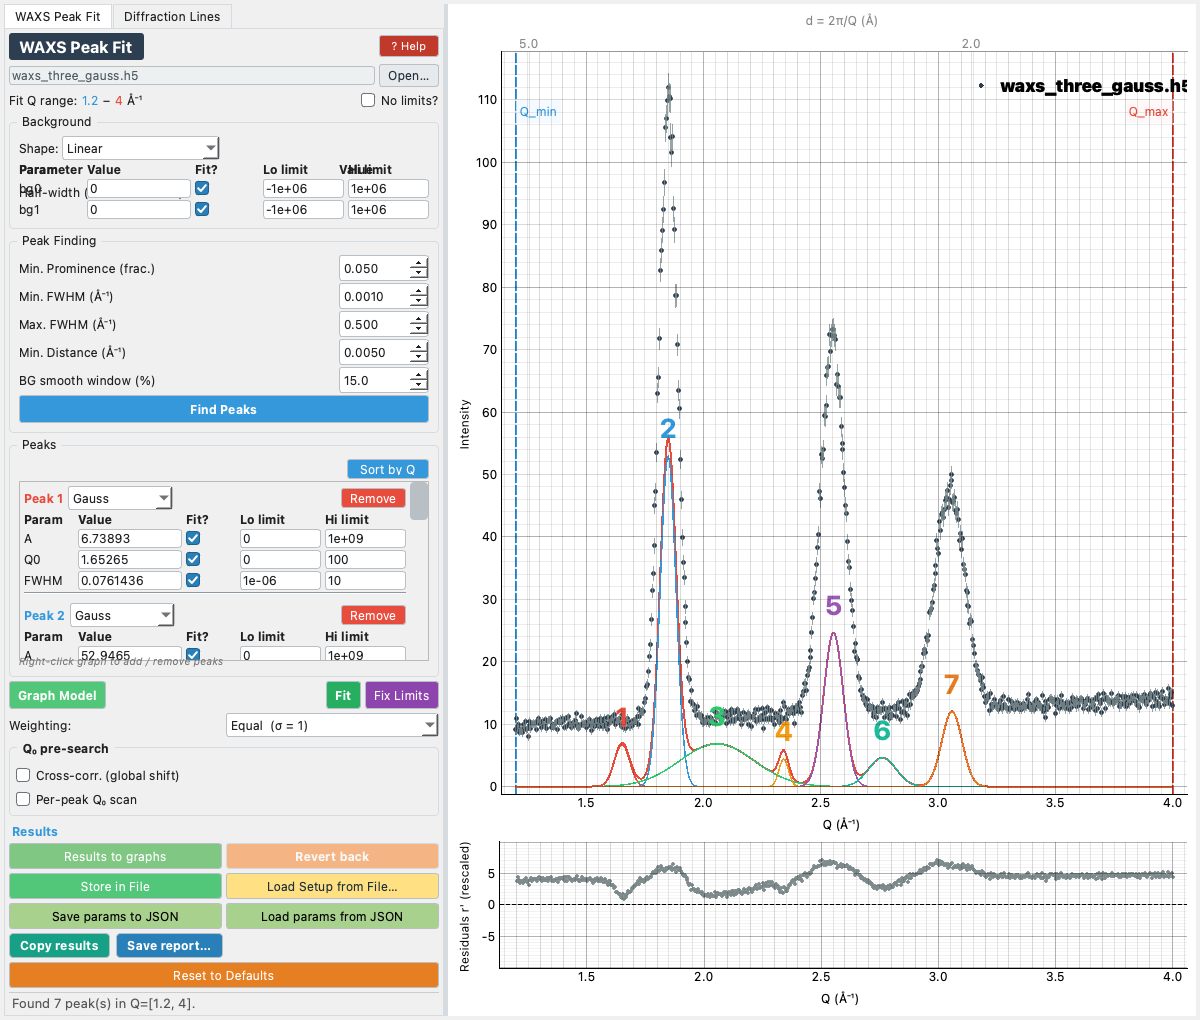 WAXS Peak Fit Diffraction Lines
WAXS Peak Fit ? Help
waxs_three_gauss.h5 Open...
Fit Q range: 1.2 – 4 Å⁻¹ No limits?
Background
Shape: Linear
Parameter Value Fit? Lo limit Hi limit
bg0 0 -1e+06 1e+06
Half-width (
bg1 0 -1e+06 1e+06
Peak Finding
Min. Prominence (frac.) 0.050
Min. FWHM (Å⁻¹) 0.0010
Max. FWHM (Å⁻¹) 0.500
Min. Distance (Å⁻¹) 0.0050
BG smooth window (%) 15.0
Find Peaks
Peaks
Sort by Q
Peak 1 Gauss Remove
Param Value Fit? Lo limit Hi limit
A 6.73893 0 1e+09
Q0 1.65265 0 100
FWHM 0.0761436 1e-06 10
Peak 2 Gauss Remove
Param Value Fit? Lo limit Hi limit
A 52.9465 0 1e+09
Right-click graph to add / remove peaks
Graph Model Fit Fix Limits
Weighting: Equal (σ = 1)
Q₀ pre-search
Cross-corr. (global shift)
Per-peak Q₀ scan
Results
Results to graphs Revert back
Store in File Load Setup from File...
Save params to JSON Load params from JSON
Copy results Save report...
Reset to Defaults
Found 7 peak(s) in Q=[1.2, 4].
d = 2π/Q (Å)
5.0 2.0
waxs_three_gauss.h5
Q_min Q_max
110
100
90
80
70
60
50
40
30
20
10
0
Intensity
1 2 3 4 5 6 7
1.5 2.0 2.5 3.0 3.5 4.0
Q (Å⁻¹)
Residuals r' (rescaled)
5
0
-5
1.5 2.0 2.5 3.0 3.5 4.0
Q (Å⁻¹)